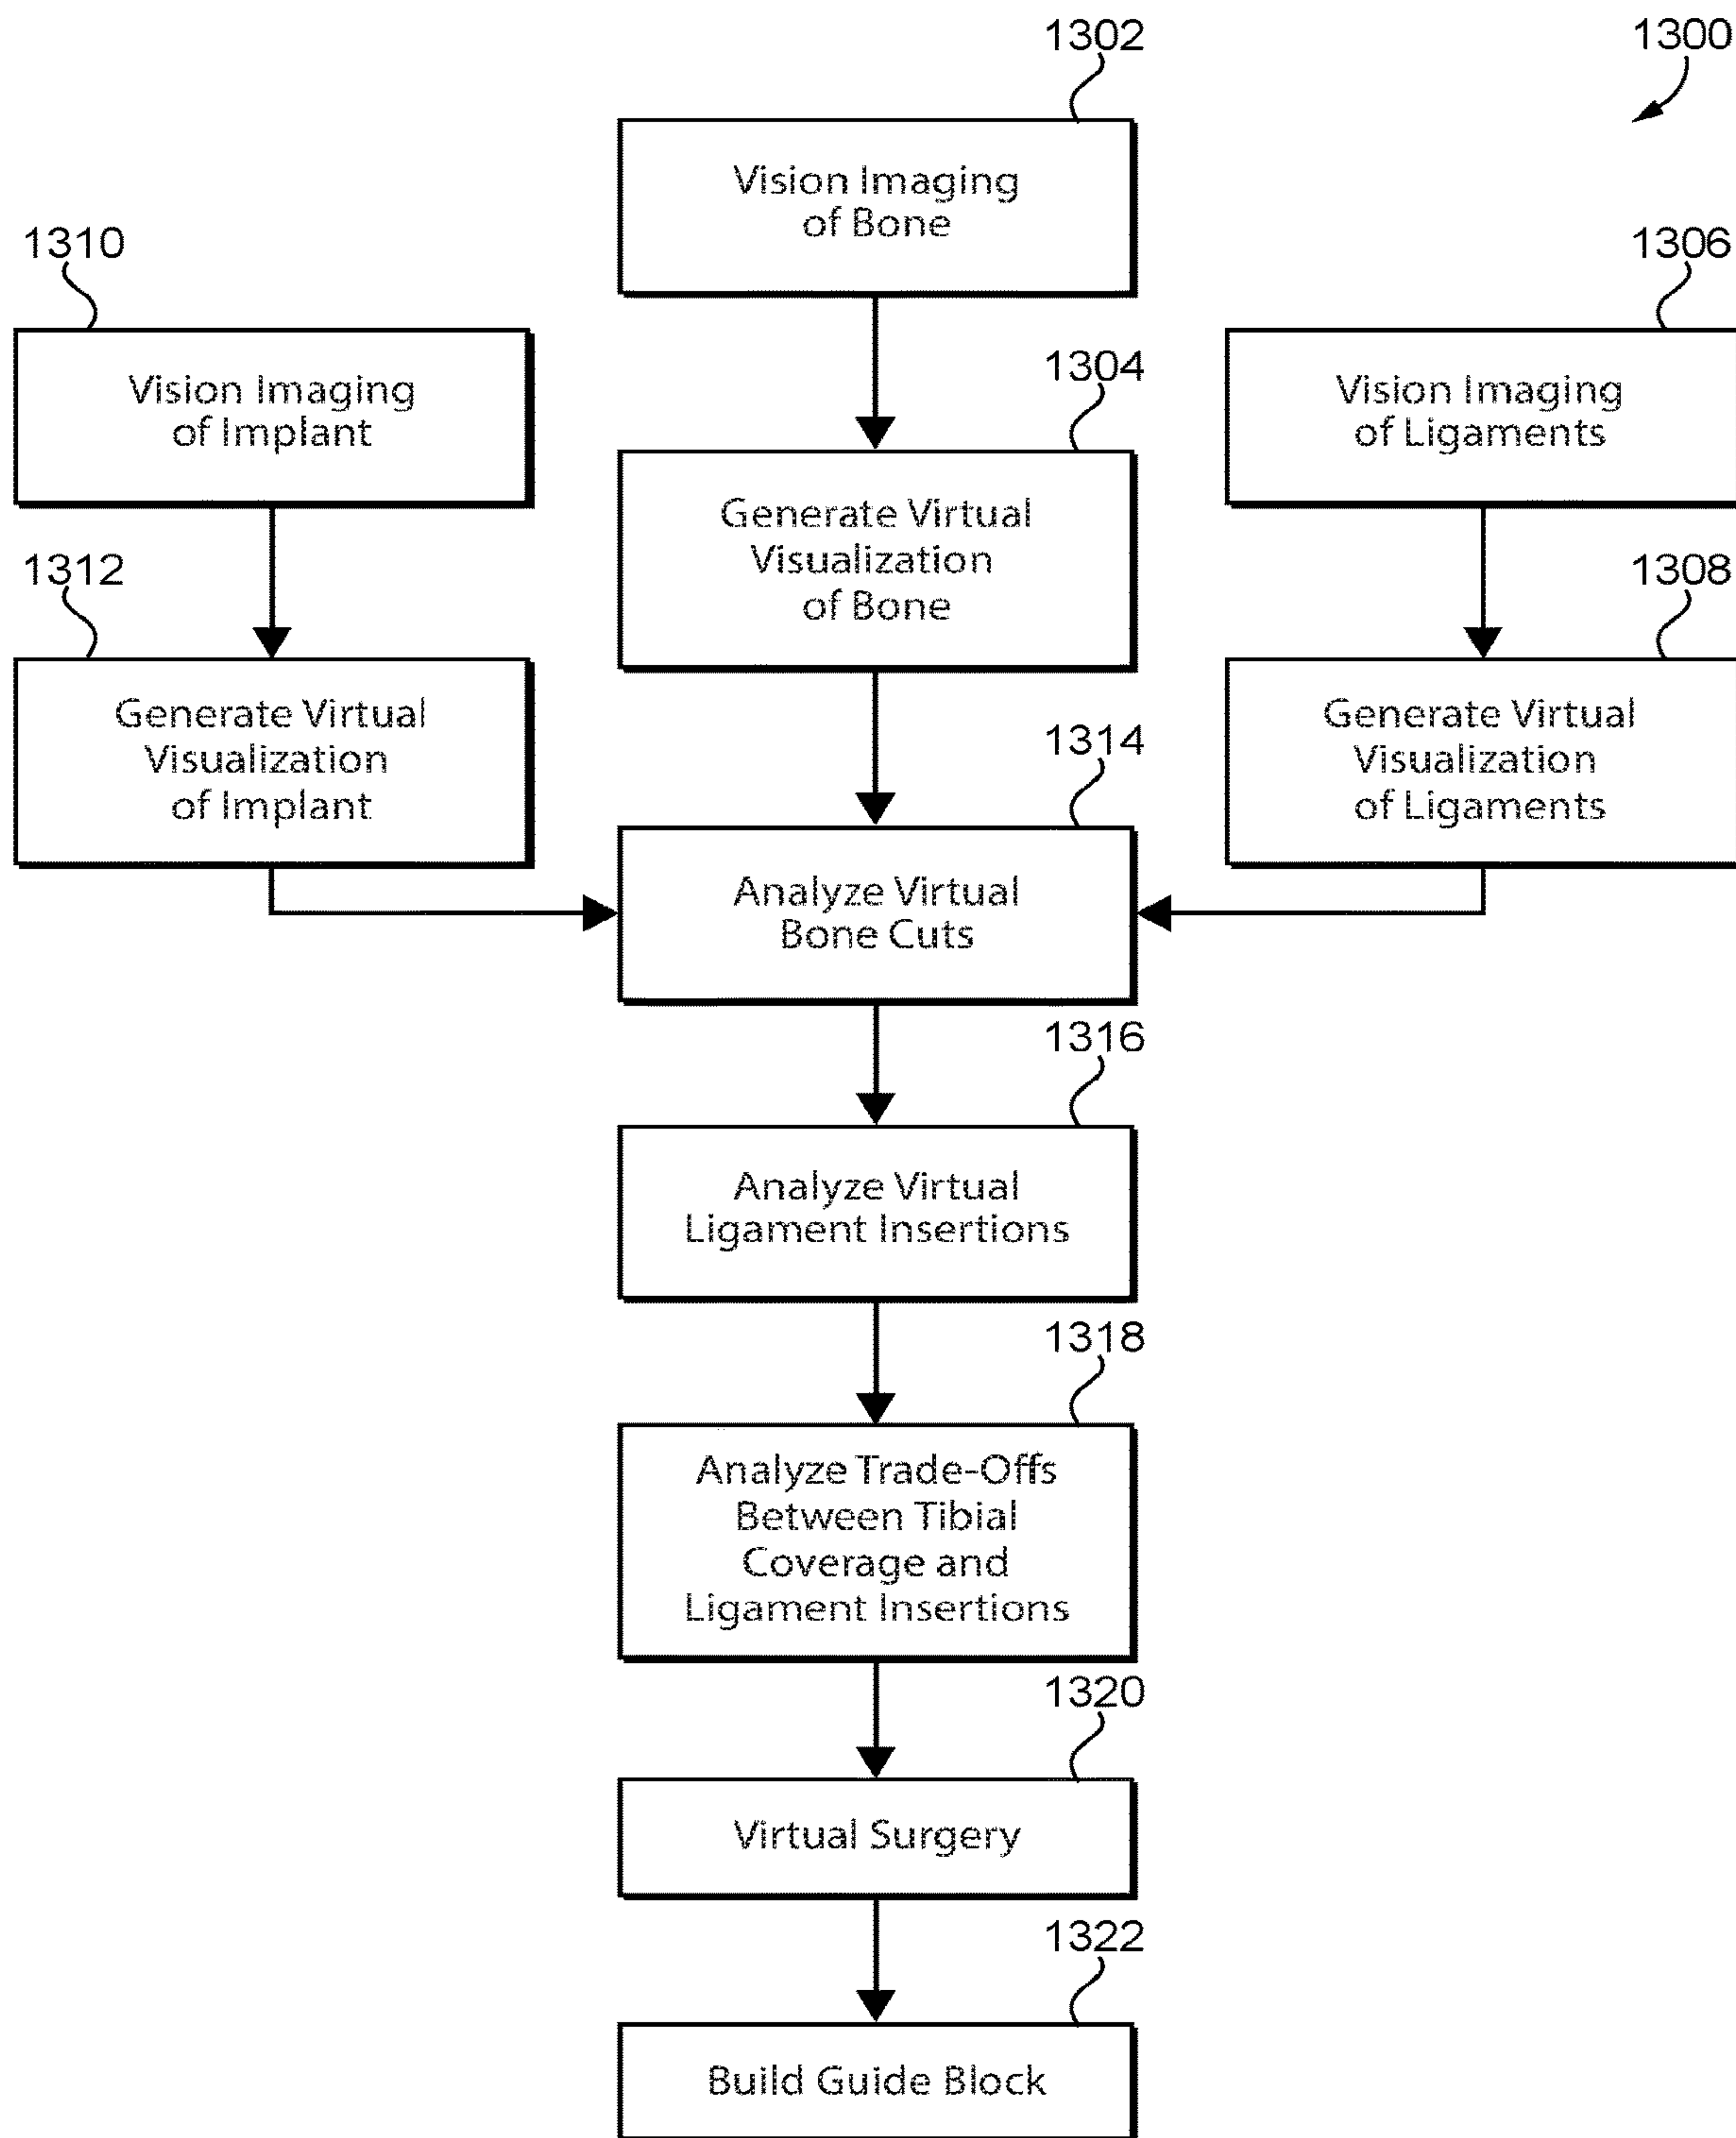 1302
1300
Vision Imaging
of Bone
1310
1306
Vision Imaging
of Implant
1304
Vision Imaging
of Ligaments
Generate Virtual
Visualization
of Bone
1312
1308
Generate Virtual
Visualization
of Implant
1314
Generate Virtual
Visualization
of Ligaments
Analyze Virtual
Bone Cuts
1316
Analyze Virtual
Ligament Insertions
1318
Analyze Trade-Offs
Between Tibial
Coverage and
Ligament Insertions
1320
Virtual Surgery
1322
Build Guide Block